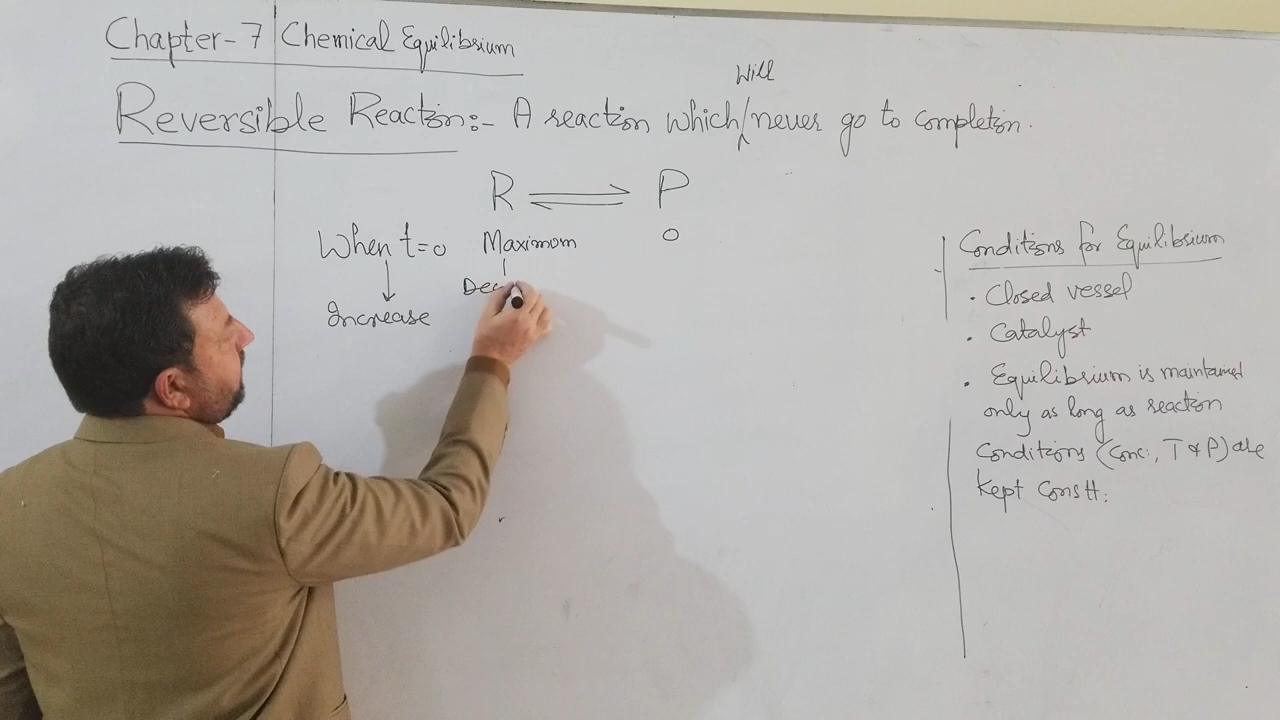 Chapter-7 Chemical Equilibrium
Will
Reversible Reaction:- A reaction which never go to completion.
R ⇌ P
When t=0 Maximum 0
Increase Dec
Conditions for Equilibrium
. Closed vessel
. Catalyst
. Equilibrium is maintained
only as long as reaction
Conditions (Conc:, T & P) are
Kept Constt: